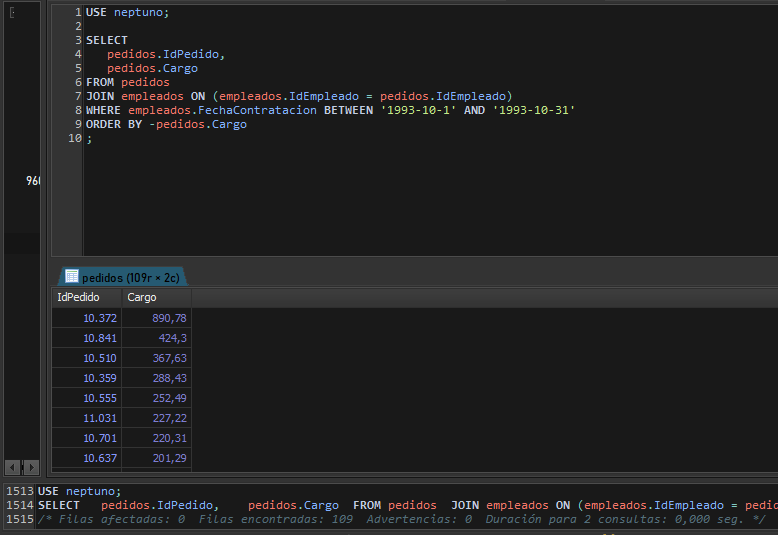 960
1 USE neptuno;
2
3 SELECT
4 pedidos.IdPedido,
5 pedidos.Cargo
6 FROM pedidos
7 JOIN empleados ON (empleados.IdEmpleado = pedidos.IdEmpleado)
8 WHERE empleados.FechaContratacion BETWEEN '1993-10-1' AND '1993-10-31'
9 ORDER BY -pedidos.Cargo
10 ;
pedidos (109r × 2c)
IdPedido Cargo
10.372 890,78
10.841 424,3
10.510 367,63
10.359 288,43
10.555 252,49
11.031 227,22
10.701 220,31
10.637 201,29
1513 USE neptuno;
1514 SELECT pedidos.IdPedido, pedidos.Cargo FROM pedidos JOIN empleados ON (empleados.IdEmpleado = pedid
1515 /* Filas afectadas: 0 Filas encontradas: 109 Advertencias: 0 Duración para 2 consultas: 0,000 seg. */